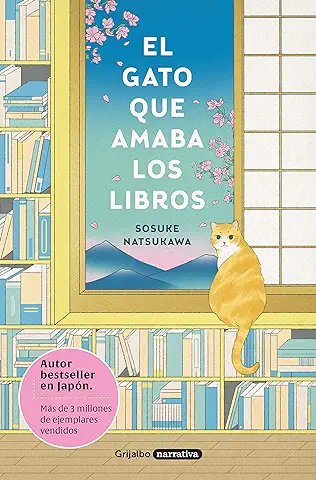 EL
GATO
QUE
AMABA
LOS
LIBROS
SOSUKE
NATSUKAWA
Autor
bestseller
en Japón.
Más de 3 millones
de ejemplares
vendidos
Grijalbo narrativa